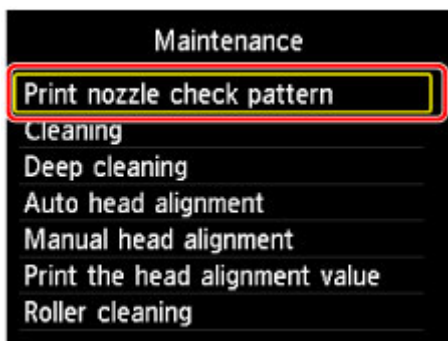 Maintenance
Print nozzle check pattern
Cleaning
Deep cleaning
Auto head alignment
Manual head alignment
Print the head alignment value
Roller cleaning